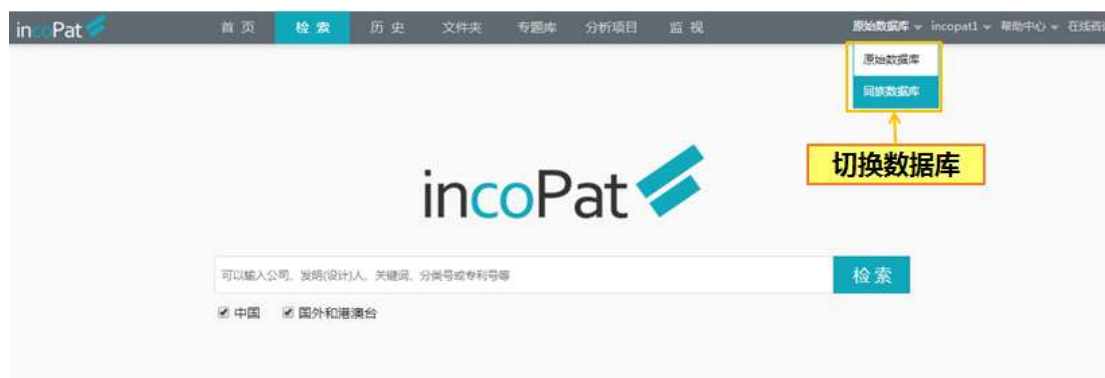 incoPat 首页 检索 历史 文件夹 专题库 分析项目 监视 原始数据库 incopat1 帮助中心 在线咨询
原始数据库
同族数据库
切换数据库
incoPat
可以输入公司、发明(设计)人、关键词、分类号或专利号等 检索
中国 国外和港澳台